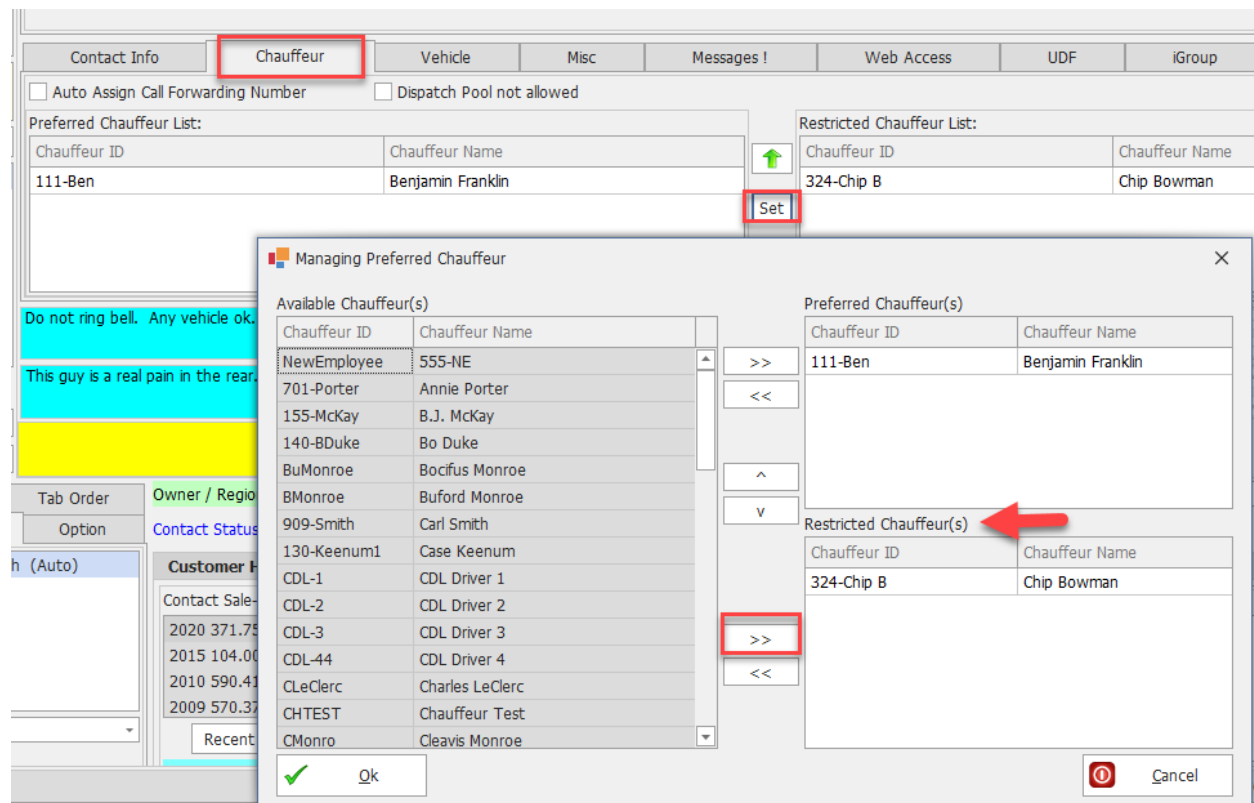 Contact Info Chauffeur Vehicle Misc Messages ! Web Access UDF iGroup
Auto Assign Call Forwarding Number Dispatch Pool not allowed
Preferred Chauffeur List: Restricted Chauffeur List:
Chauffeur ID Chauffeur Name Chauffeur ID Chauffeur Name
111-Ben Benjamin Franklin 324-Chip B Chip Bowman
Set
Managing Preferred Chauffeur
Available Chauffeur(s) Preferred Chauffeur(s)
Do not ring bell. Any vehicle ok.
Chauffeur ID Chauffeur Name Chauffeur ID Chauffeur Name
NewEmployee 555-NE >> 111-Ben Benjamin Franklin
This guy is a real pain in the rear.
701-Porter Annie Porter <<
155-McKay B.J. McKay
140-BDuke Bo Duke
BuMonroe Bocifus Monroe ^
BMonroe Buford Monroe v
Tab Order Owner / Regio
909-Smith Carl Smith Restricted Chauffeur(s)
Option Contact Status
130-Keenum1 Case Keenum Chauffeur ID Chauffeur Name
h (Auto) Customer H
CDL-1 CDL Driver 1 324-Chip B Chip Bowman
Contact Sale-
CDL-2 CDL Driver 2
2020 371.75
CDL-3 CDL Driver 3 >>
2015 104.00
CDL-44 CDL Driver 4 <<
2010 590.41
CLeClerc Charles LeClerc
2009 570.37
CHTEST Chauffeur Test
Recent
CMonro Cleavis Monroe
Ok Cancel